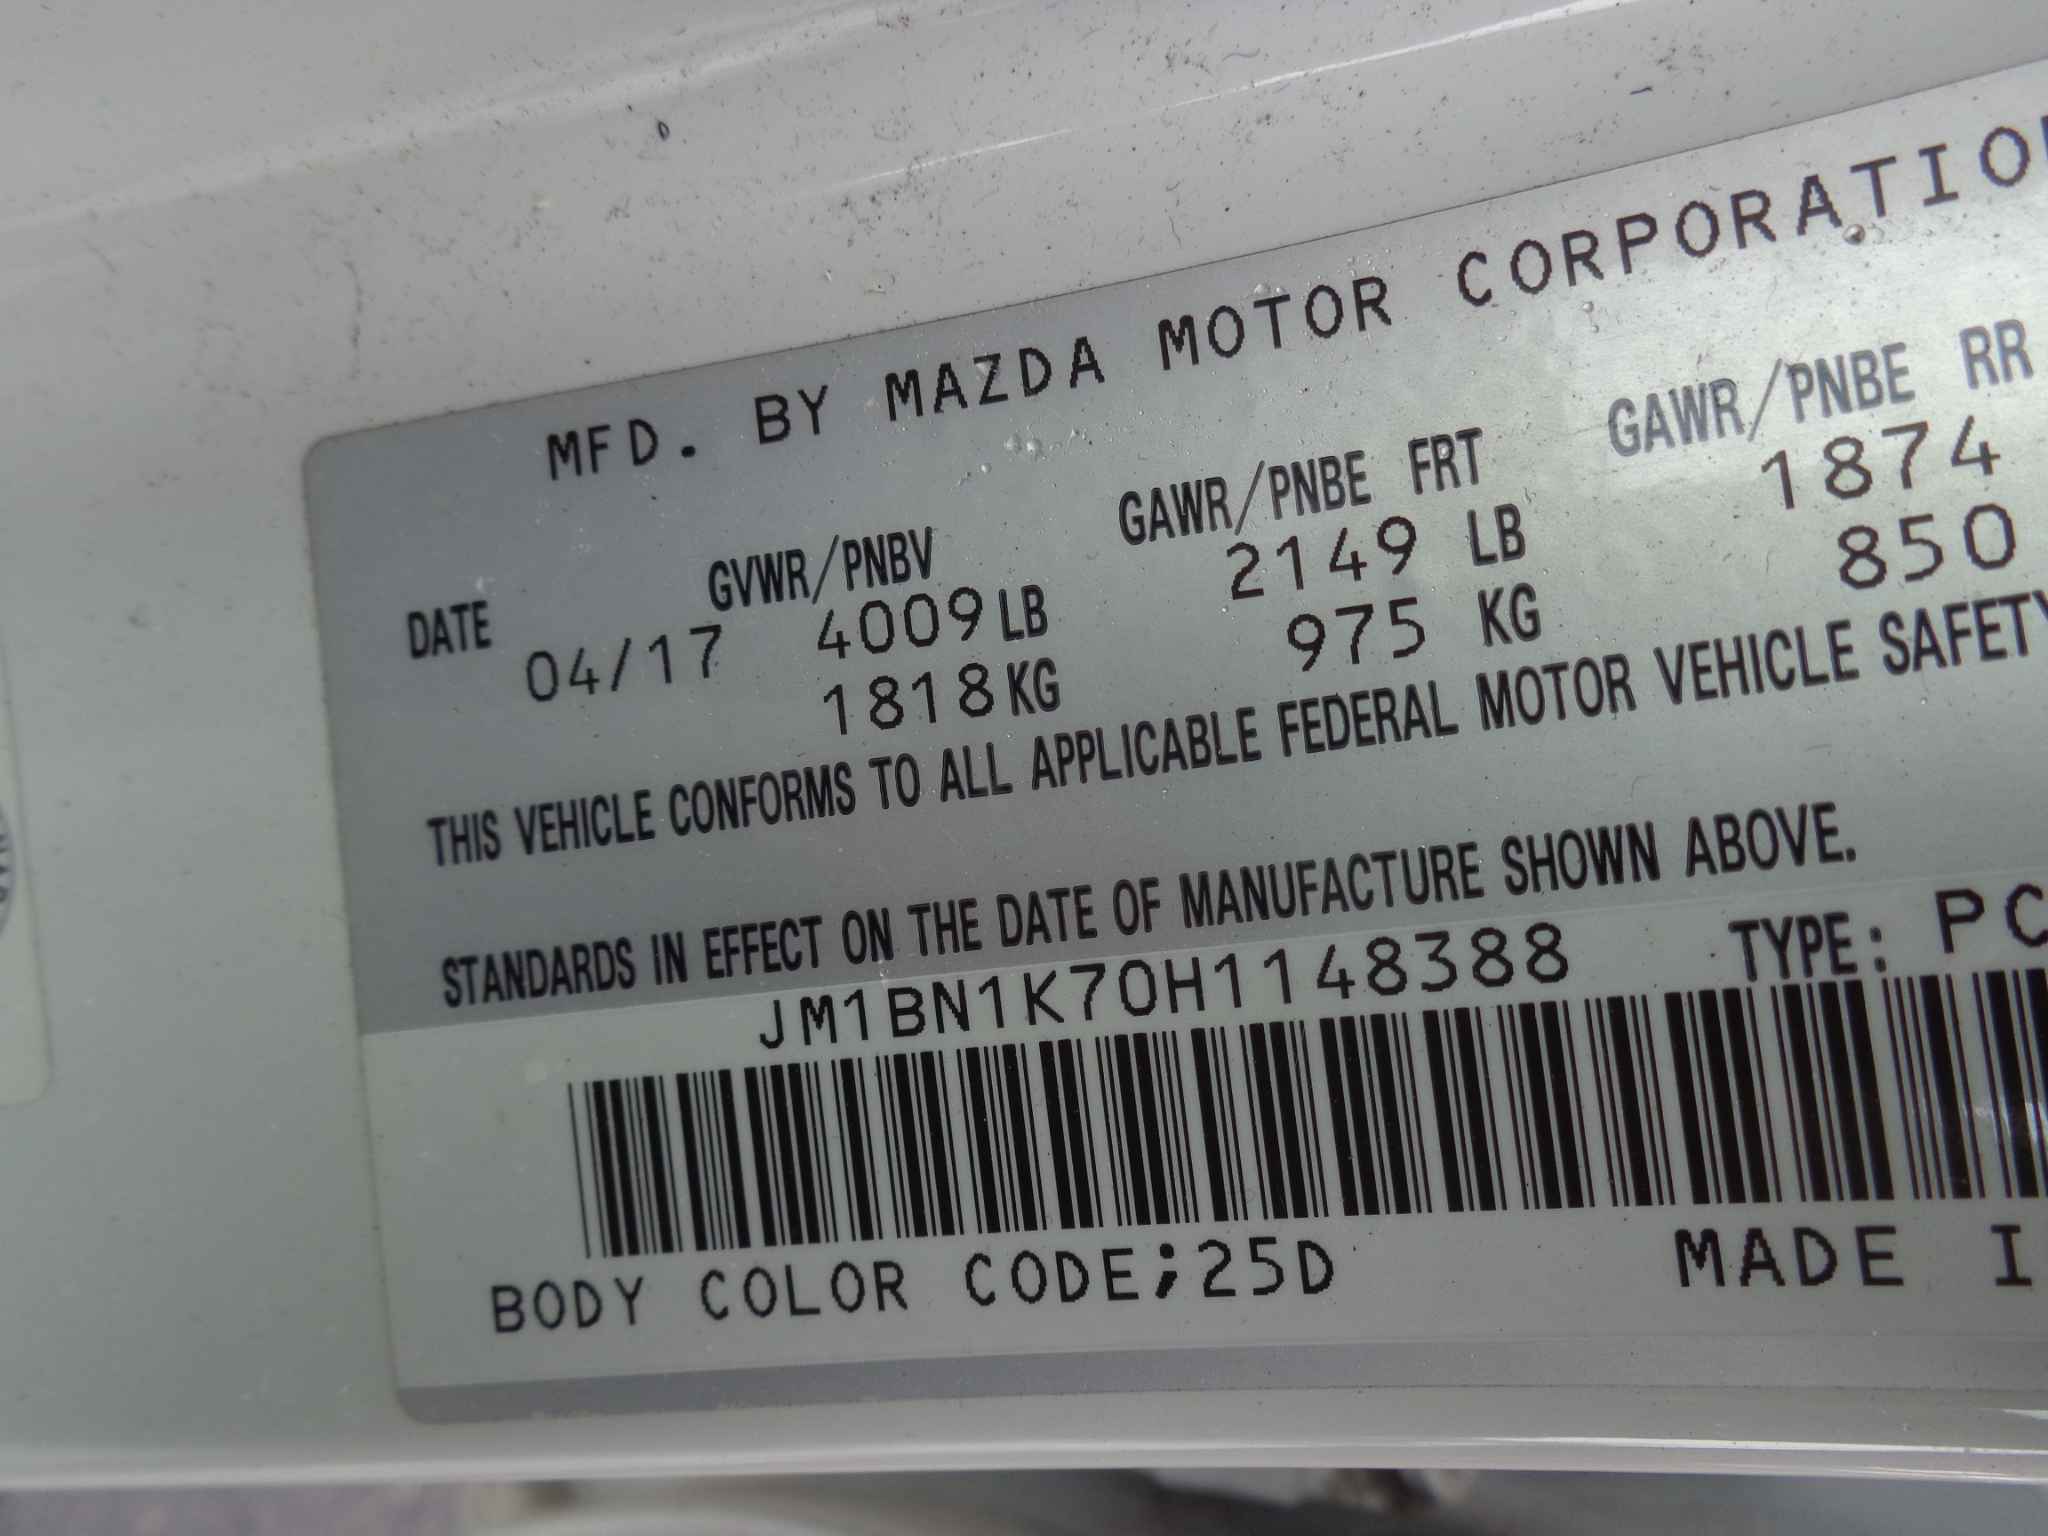 MFD. BY MAZDA MOTOR CORPORATION
GVWR/PNBV GAWR/PNBE FRT GAWR/PNBE RR
DATE 04/17 4009LB 2149 LB 1874
1818KG 975 KG 850
THIS VEHICLE CONFORMS TO ALL APPLICABLE FEDERAL MOTOR VEHICLE SAFETY
STANDARDS IN EFFECT ON THE DATE OF MANUFACTURE SHOWN ABOVE.
JM1BN1K70H1148388 TYPE: PC
BODY COLOR CODE;25D MADE I